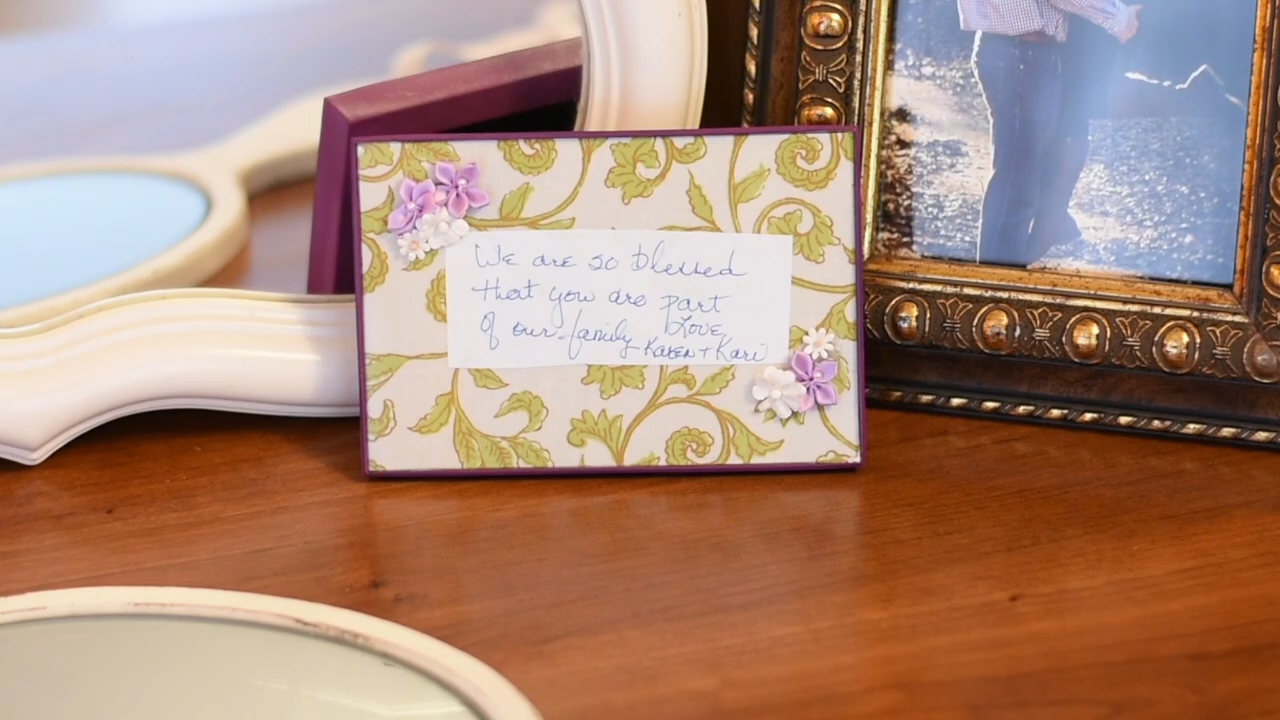 We are so blessed
that you are part
of our family Love,
Karen + Kari